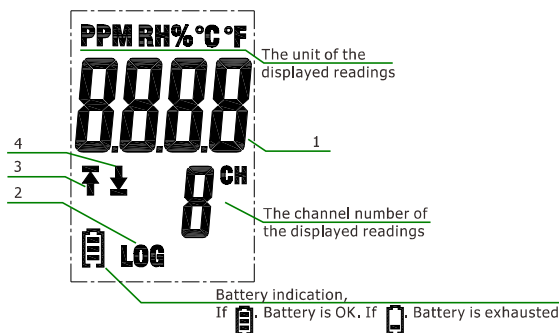 PPM RH% °C °F
The unit of the
displayed readings
8.8.8.8
1
4
3
2
8 CH
The channel number of
the displayed readings
LOG
Battery indication,
If . Battery is OK. If . Battery is exhausted